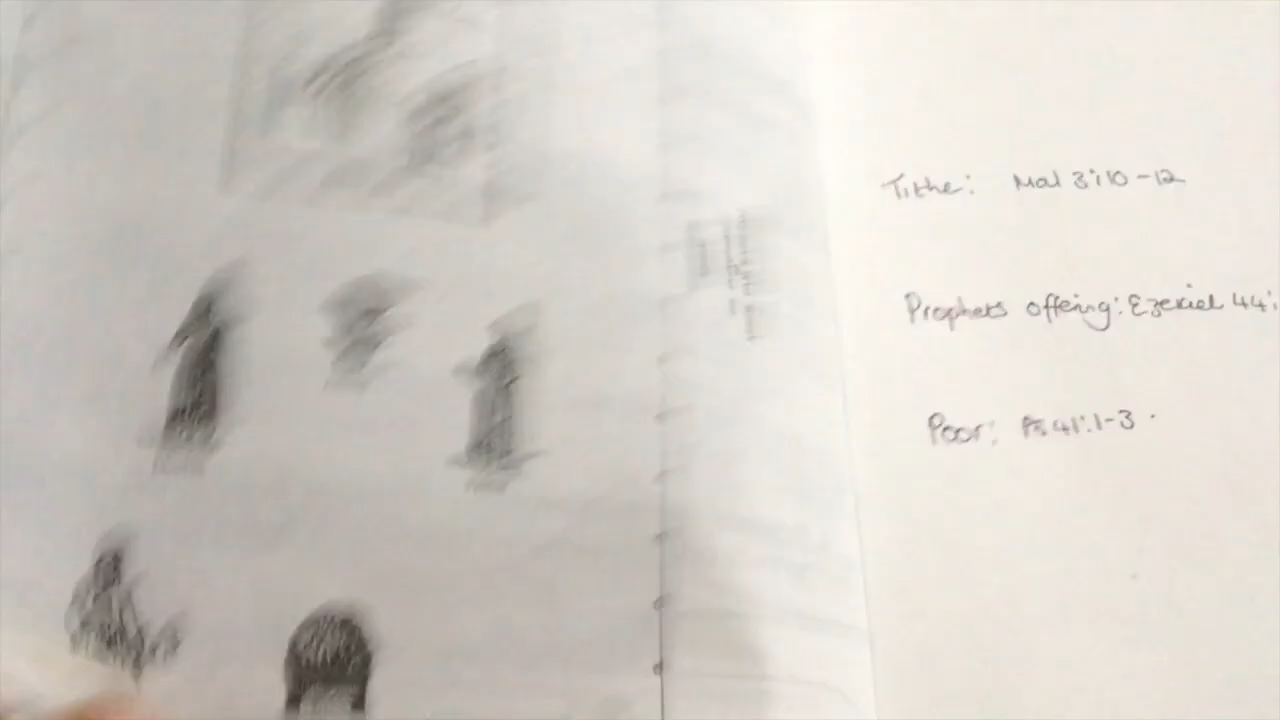 Tithe: Mal 3:10-12
Prophets offering: Ezekiel 44:
Poor: Ps 41:1-3.